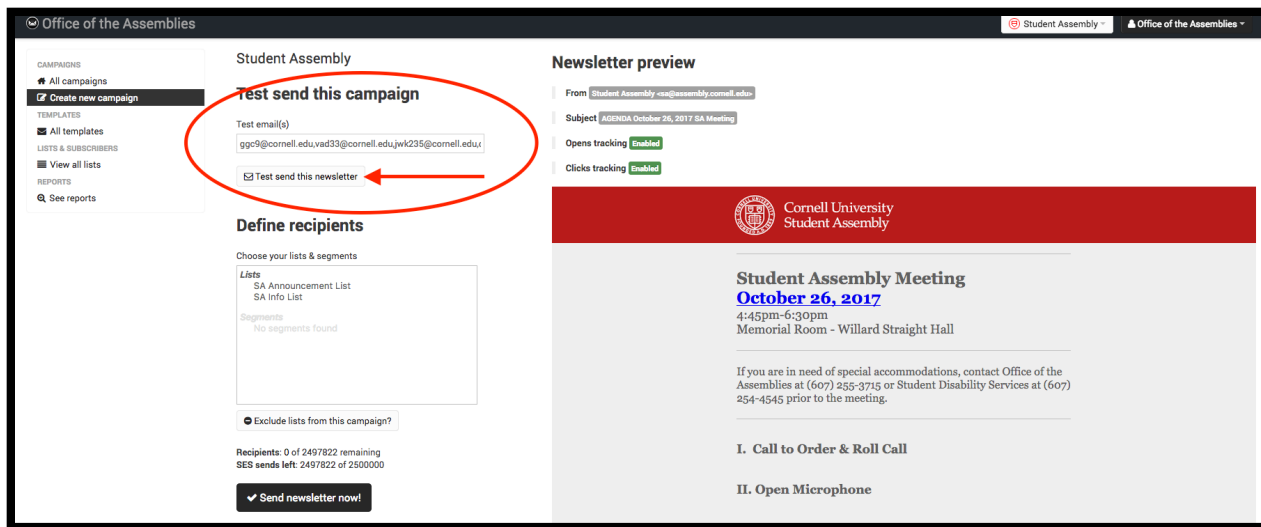 Office of the Assemblies
Student Assembly
Office of the Assemblies
CAMPAIGNS
All campaigns
Create new campaign
TEMPLATES
All templates
LISTS & SUBSCRIBERS
View all lists
REPORTS
See reports
Student Assembly
Test send this campaign
Test email(s)
ggc9@cornell.edu,vad33@cornell.edu,jwk235@cornell.edu,
Test send this newsletter
Define recipients
Choose your lists & segments
Lists
SA Announcement List
SA Info List
Segments
No segments found
Exclude lists from this campaign?
Recipients: 0 of 2497822 remaining
SES sends left: 2497822 of 2500000
Send newsletter now!
Newsletter preview
From Student Assembly <sa@assembly.cornell.edu>
Subject AGENDA October 26, 2017 SA Meeting
Opens tracking Enabled
Clicks tracking Enabled
Cornell University
Student Assembly
Student Assembly Meeting
October 26, 2017
4:45pm-6:30pm
Memorial Room - Willard Straight Hall
If you are in need of special accommodations, contact Office of the
Assemblies at (607) 255-3715 or Student Disability Services at (607)
254-4545 prior to the meeting.
I. Call to Order & Roll Call
II. Open Microphone